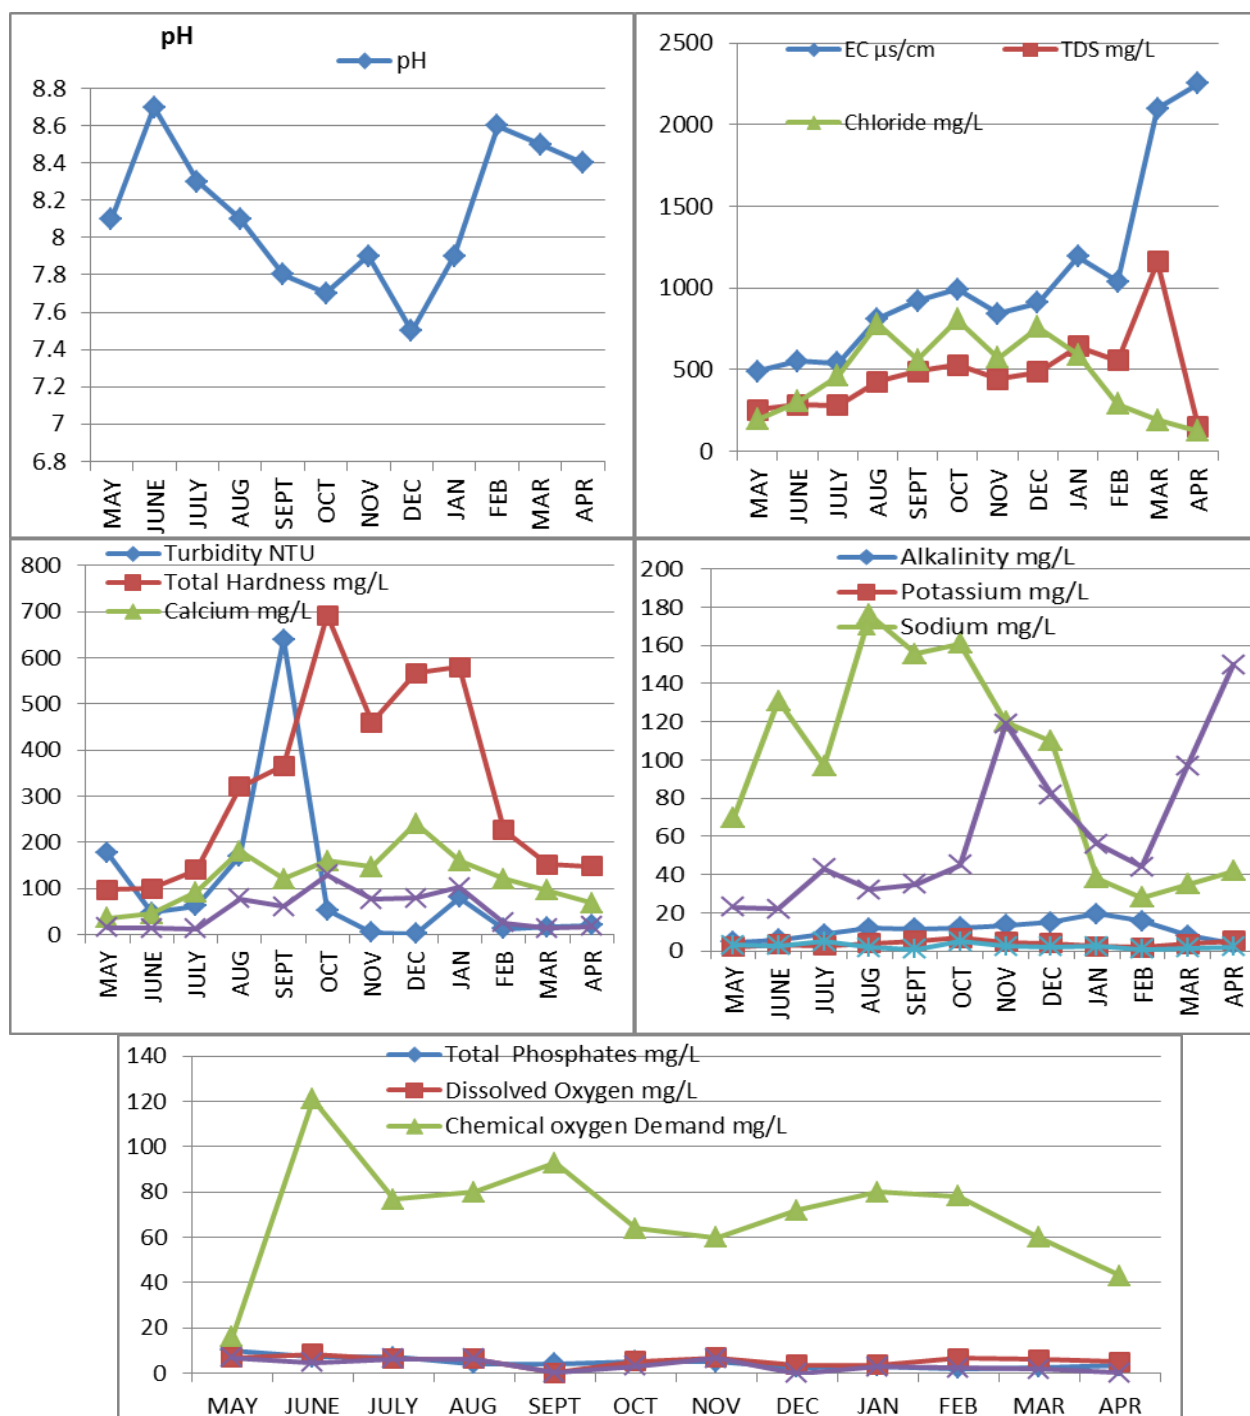 pH
pH
8.8
8.6
8.4
8.2
8
7.8
7.6
7.4
7.2
7
6.8
MAY JUNE JULY AUG SEPT OCT NOV DEC JAN FEB MAR APR
EC µs/cm TDS mg/L
Chloride mg/L
2500
2000
1500
1000
500
0
MAY JUNE JULY AUG SEPT OCT NOV DEC JAN FEB MAR APR
Turbidity NTU
Total Hardness mg/L
Calcium mg/L
800
700
600
500
400
300
200
100
0
MAY JUNE JULY AUG SEPT OCT NOV DEC JAN FEB MAR APR
Alkalinity mg/L
Potassium mg/L
Sodium mg/L
200
180
160
140
120
100
80
60
40
20
0
MAY JUNE JULY AUG SEPT OCT NOV DEC JAN FEB MAR APR
Total Phosphates mg/L
Dissolved Oxygen mg/L
Chemical oxygen Demand mg/L
140
120
100
80
60
40
20
0
MAY JUNE JULY AUG SEPT OCT NOV DEC JAN FEB MAR APR